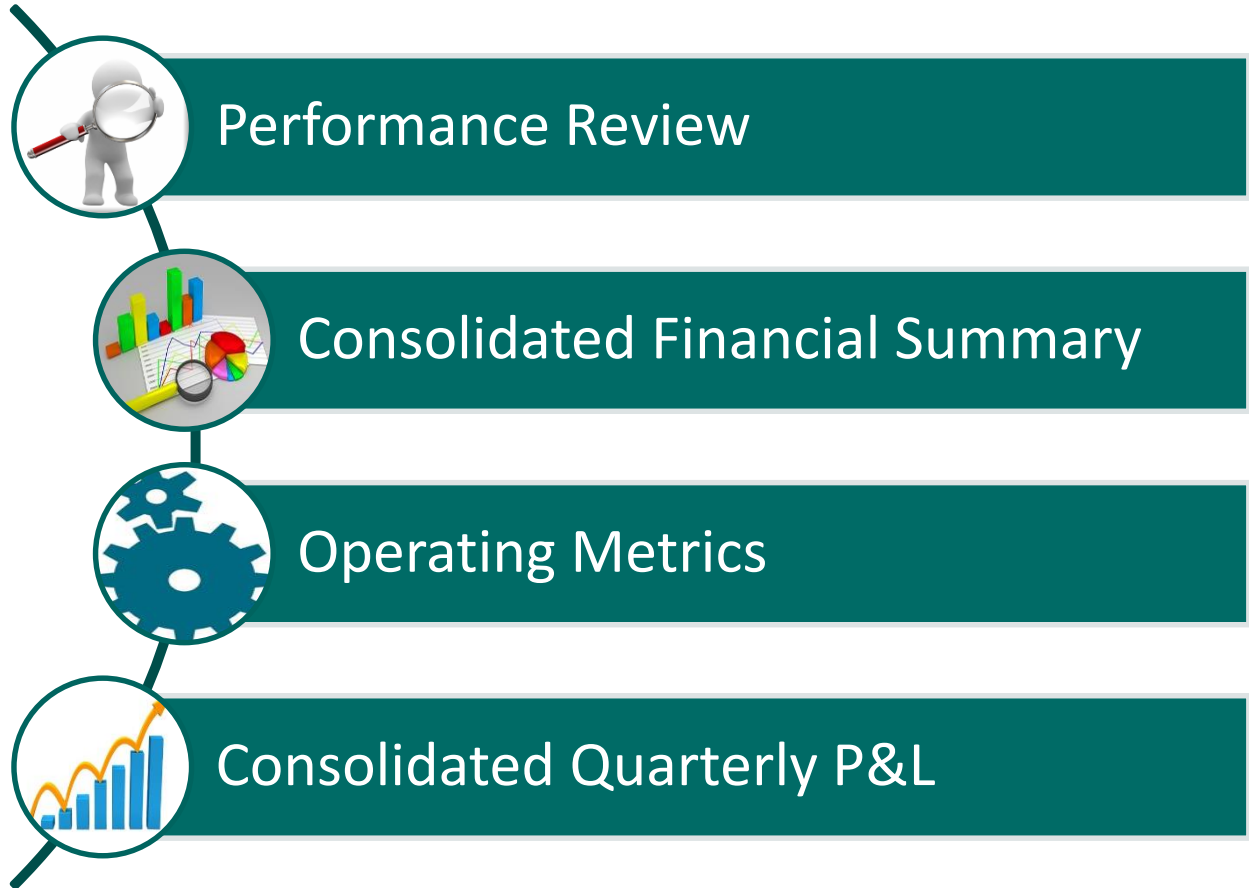 Performance Review
Consolidated Financial Summary
Operating Metrics
Consolidated Quarterly P&L